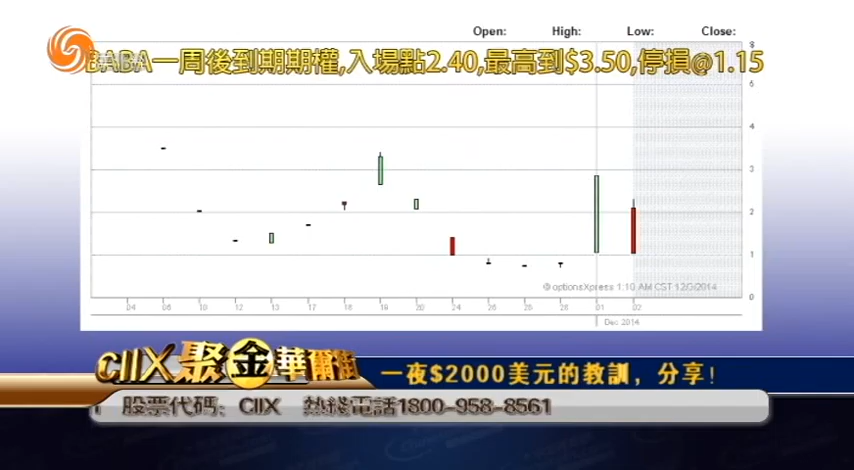 Open: High: Low: Close:
BABA一周後到期期權,入場點2.40,最高到$3.50,停損@1.15
8
6
4
3
2
1
0
@optionsXpress 1:10 AM CST 12/3/2014
04 06 10 12 13 17 18 19 20 24 26 25 28 01 02
Dec 2014
CIIX聚金華爾街
一夜$2000美元的教訓，分享！
股票代碼：CIIX 熱綫電話1800-958-8561